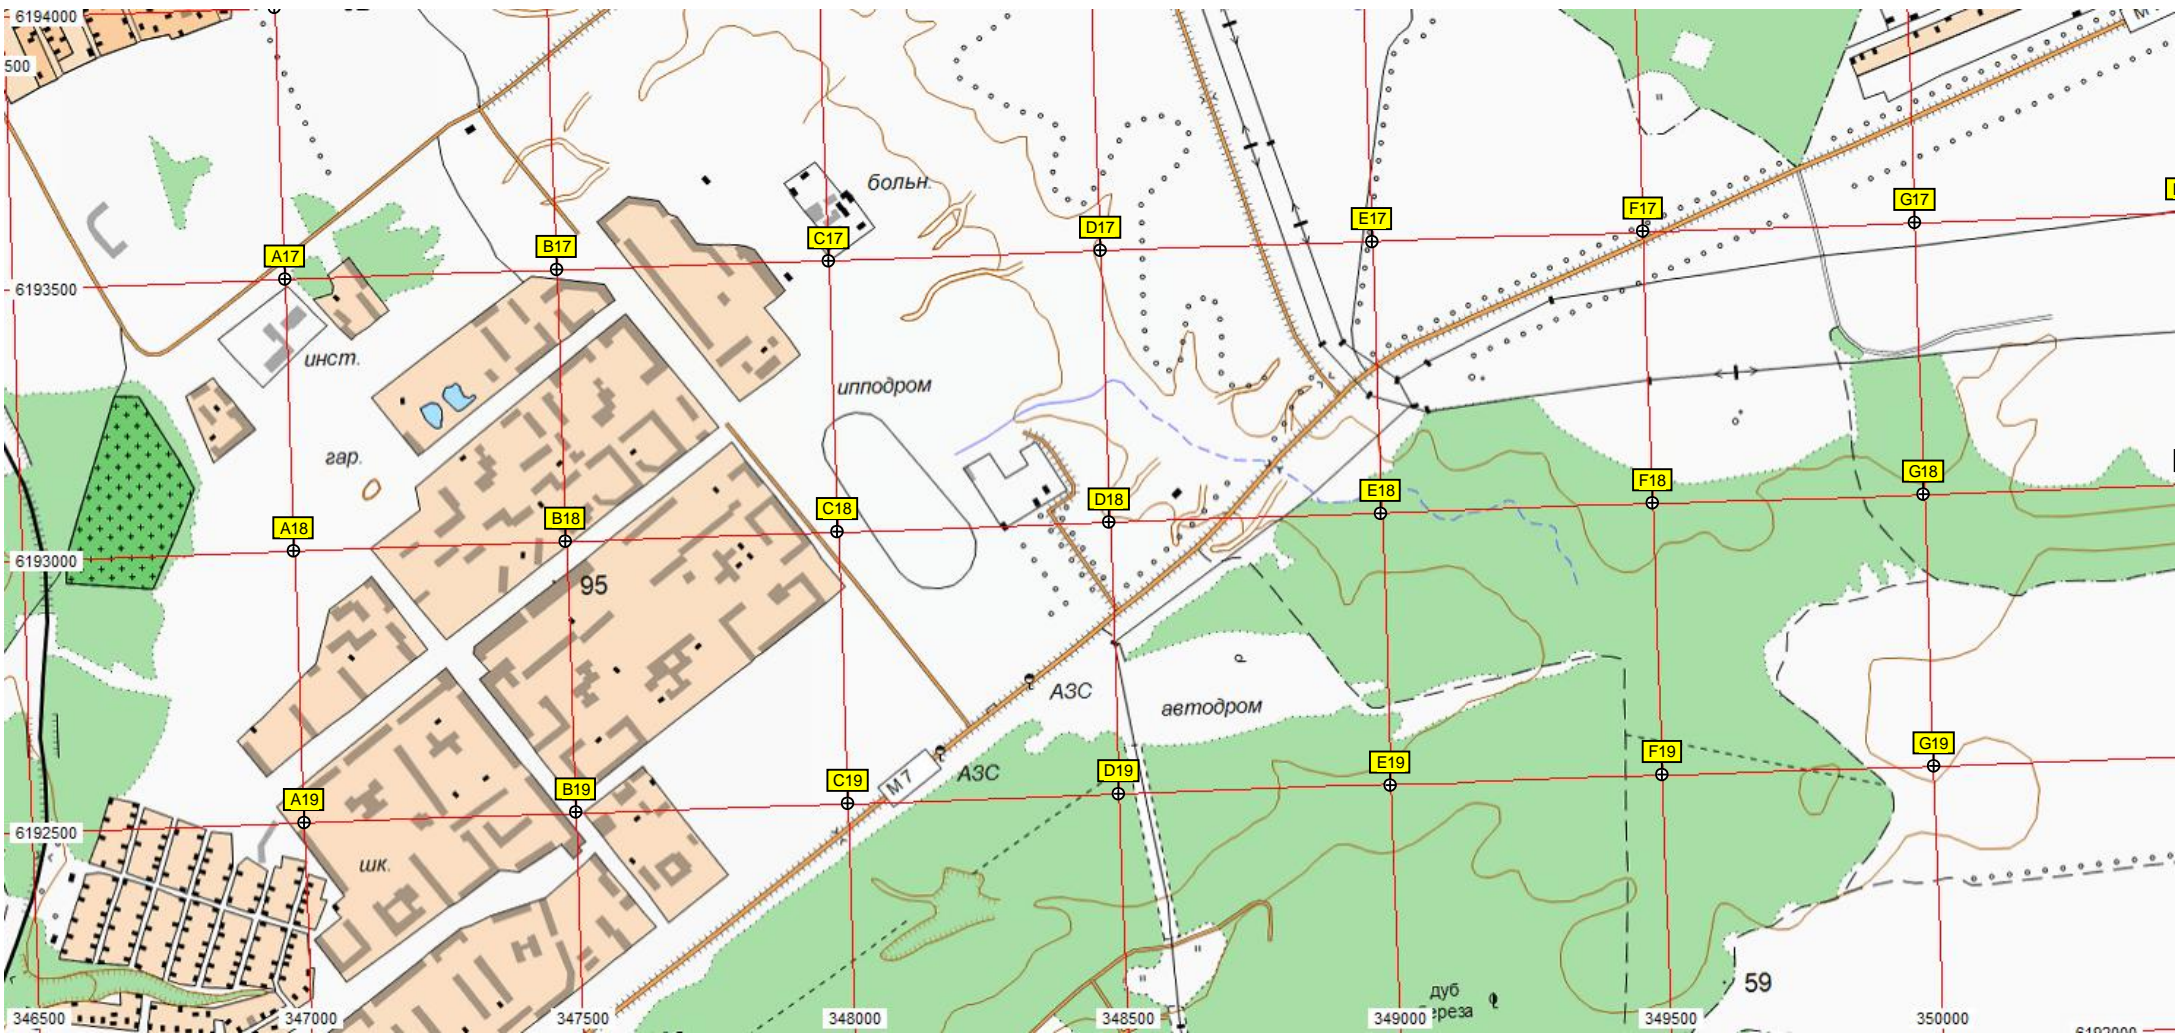 6194000
500
М
больн.
G17
F17
E17
D17
C17
B17
A17
6193500
инст.
ипподром
гар.
G18
F18
E18
D18
C18
B18
A18
6193000
95
АЗС
автодром
G19
F19
E19
D19
C19
B19
A19
АЗС
М 7
6192500
шк.
59
дуб
ереза
346500
347000
347500
348000
348500
349000
349500
350000